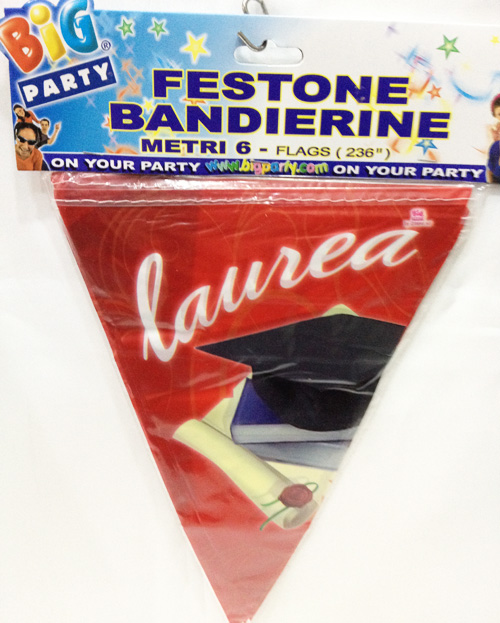 BiG®
PARTY
FESTONE
BANDIERINE
METRI 6 - FLAGS ( 236" )
ON YOUR PARTY www.bigparty.com ON YOUR PARTY
laurea